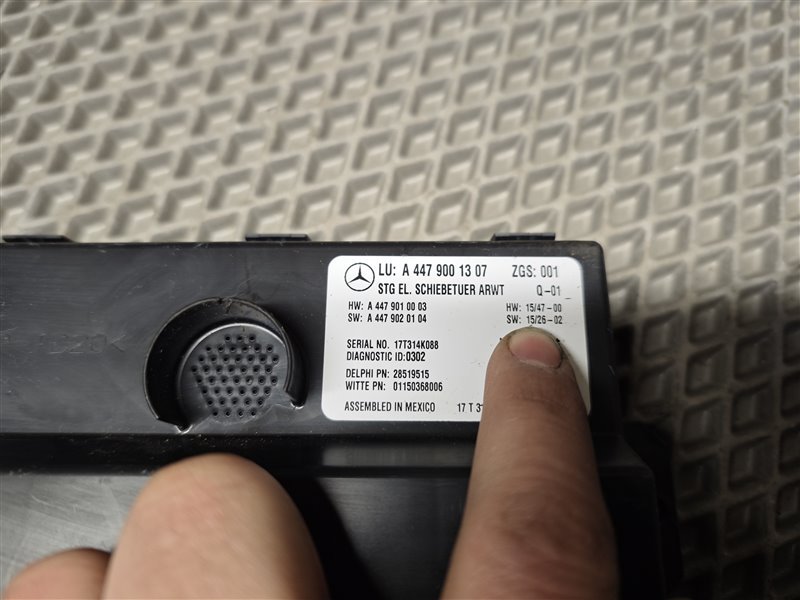 LU: A 447 900 13 07 ZGS: 001
STG EL. SCHIEBETUER ARWT Q-01
HW: A 447 901 00 03 HW: 15/47-00
SW: A 447 902 01 04 SW: 15/26-02
SERIAL NO. 17T314K088
DIAGNOSTIC ID:0302
DELPHI PN: 28519515
WITTE PN: 01150368006
ASSEMBLED IN MEXICO 17 T